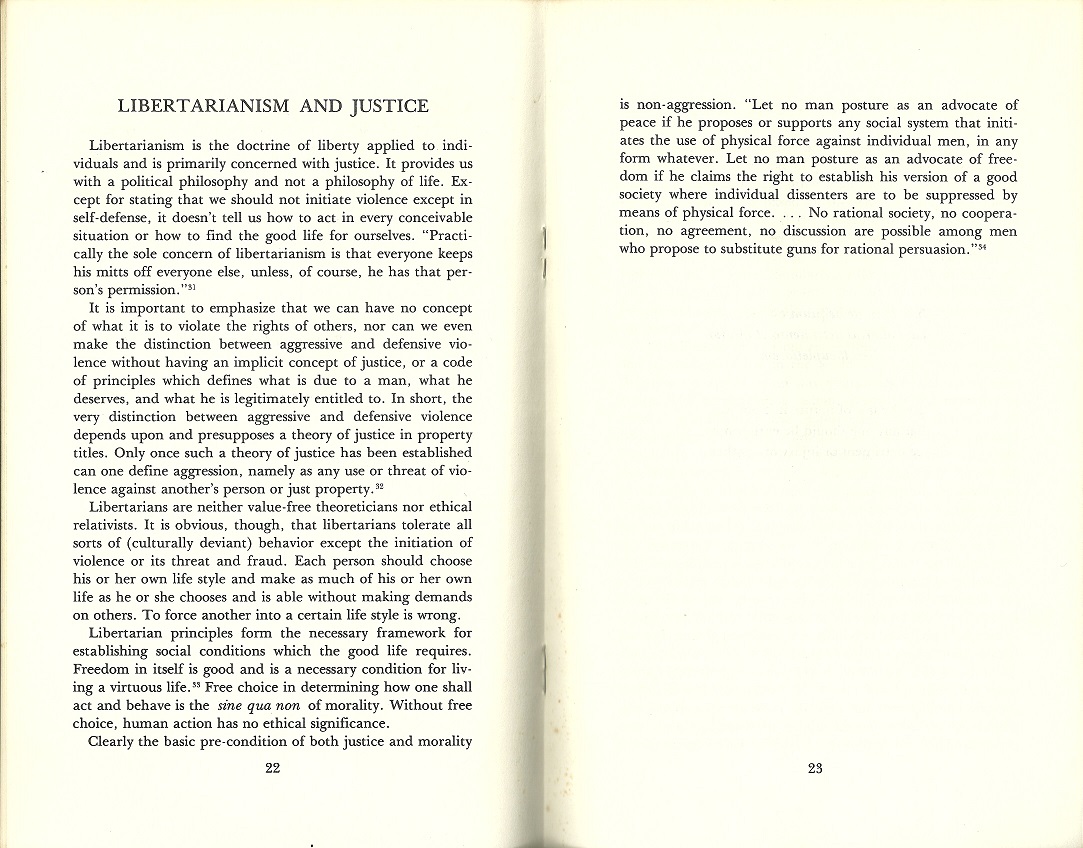 LIBERTARIANISM AND JUSTICE
Libertarianism is the doctrine of liberty applied to indi-
viduals and is primarily concerned with justice. It provides us
with a political philosophy and not a philosophy of life. Ex-
cept for stating that we should not initiate violence except in
self-defense, it doesn't tell us how to act in every conceivable
situation or how to find the good life for ourselves. "Practi-
cally the sole concern of libertarianism is that everyone keeps
his mitts off everyone else, unless, of course, he has that per-
son's permission."31
It is important to emphasize that we can have no concept
of what it is to violate the rights of others, nor can we even
make the distinction between aggressive and defensive vio-
lence without having an implicit concept of justice, or a code
of principles which defines what is due to a man, what he
deserves, and what he is legitimately entitled to. In short, the
very distinction between aggressive and defensive violence
depends upon and presupposes a theory of justice in property
titles. Only once such a theory of justice has been established
can one define aggression, namely as any use or threat of vio-
lence against another's person or just property.32
Libertarians are neither value-free theoreticians nor ethical
relativists. It is obvious, though, that libertarians tolerate all
sorts of (culturally deviant) behavior except the initiation of
violence or its threat and fraud. Each person should choose
his or her own life style and make as much of his or her own
life as he or she chooses and is able without making demands
on others. To force another into a certain life style is wrong.
Libertarian principles form the necessary framework for
establishing social conditions which the good life requires.
Freedom in itself is good and is a necessary condition for liv-
ing a virtuous life.33 Free choice in determining how one shall
act and behave is the sine qua non of morality. Without free
choice, human action has no ethical significance.
Clearly the basic pre-condition of both justice and morality
22
is non-aggression. "Let no man posture as an advocate of
peace if he proposes or supports any social system that initi-
ates the use of physical force against individual men, in any
form whatever. Let no man posture as an advocate of free-
dom if he claims the right to establish his version of a good
society where individual dissenters are to be suppressed by
means of physical force. ... No rational society, no coopera-
tion, no agreement, no discussion are possible among men
who propose to substitute guns for rational persuasion."34
23